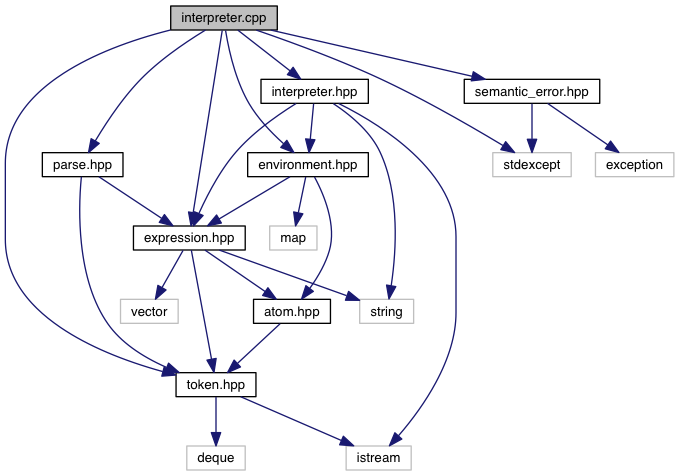 interpreter.cpp
interpreter.hpp
semantic_error.hpp
parse.hpp
environment.hpp
stdexcept
exception
expression.hpp
map
vector
atom.hpp
string
token.hpp
deque
istream